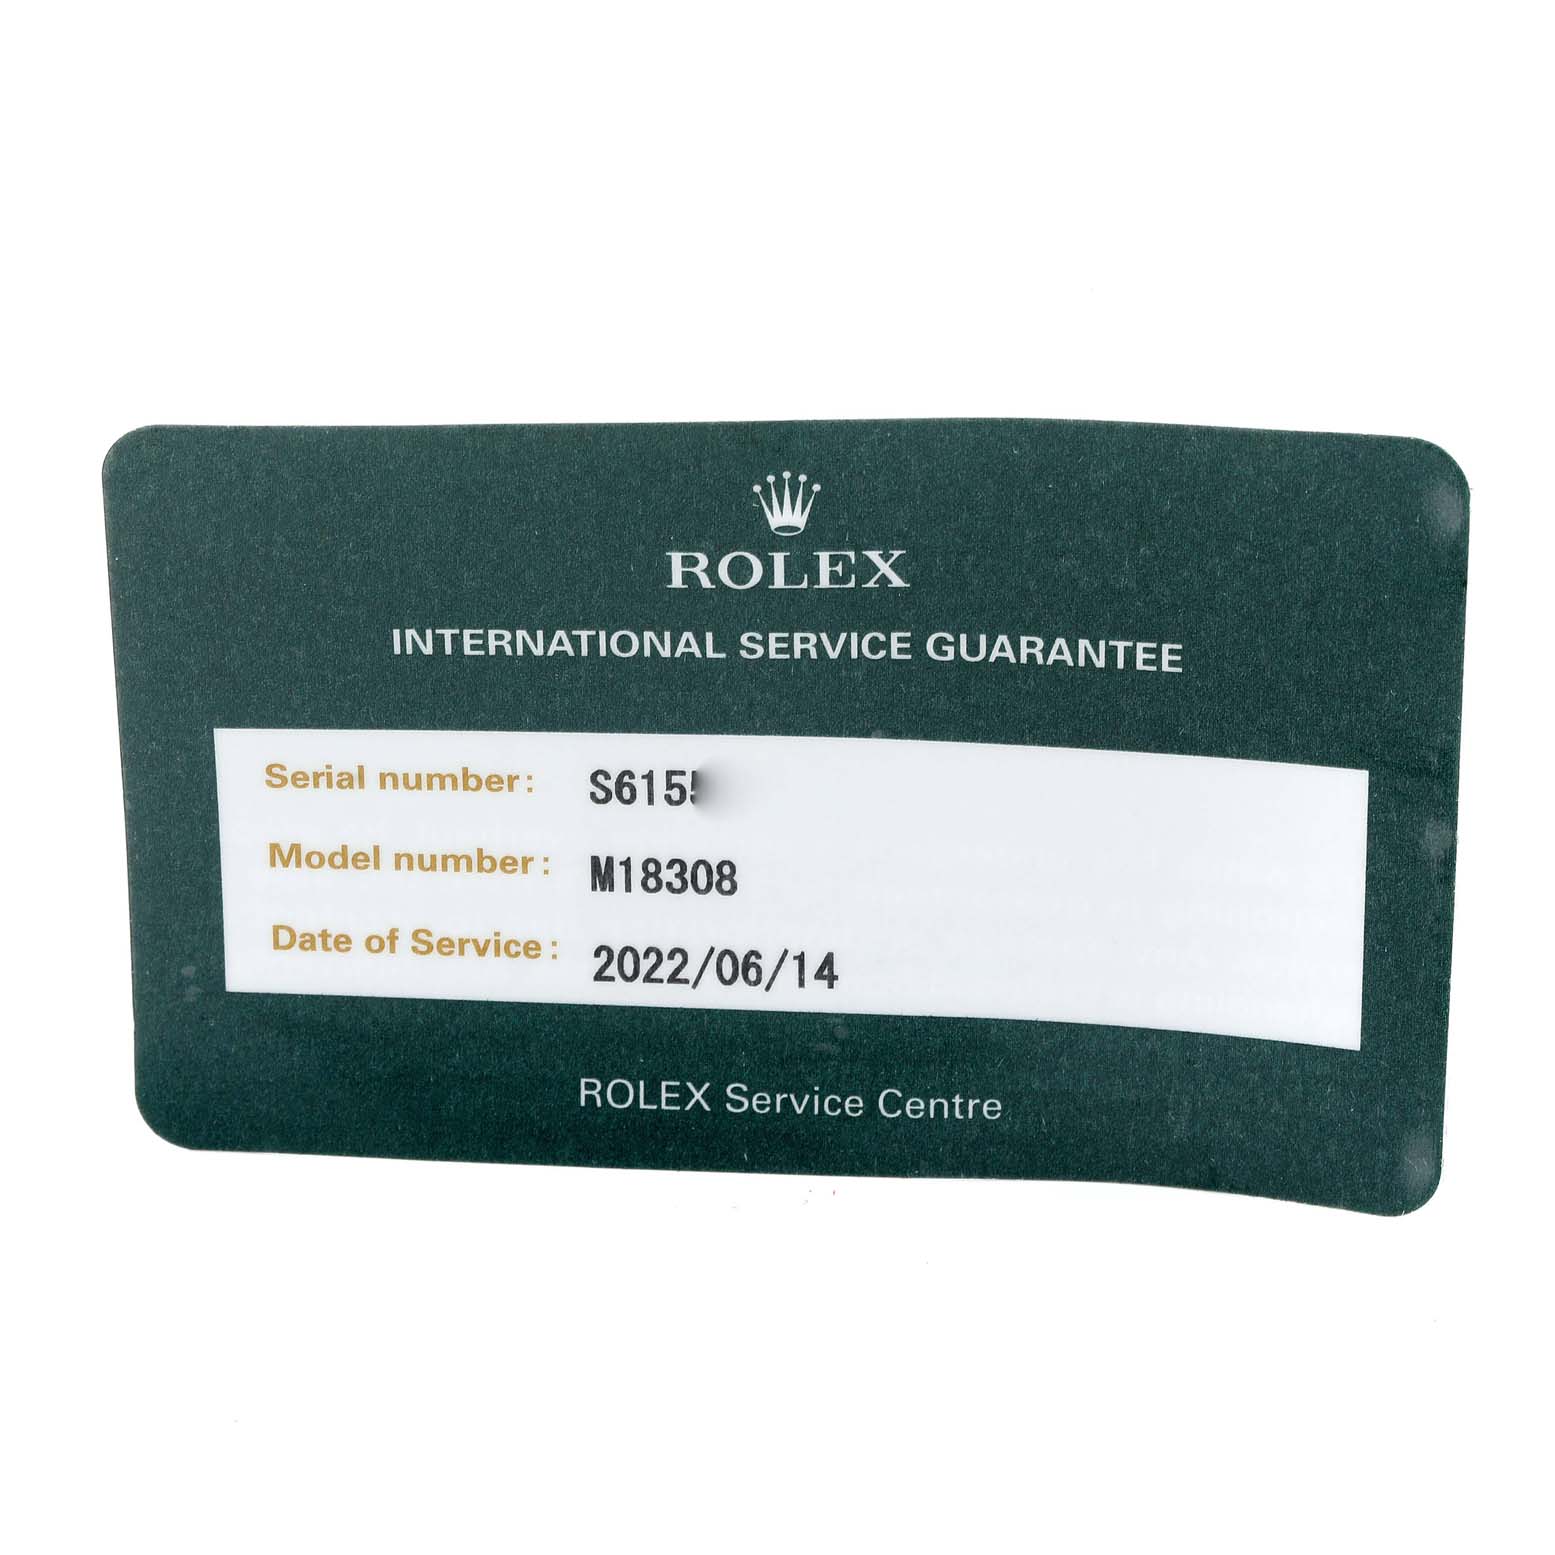 ROLEX
INTERNATIONAL SERVICE GUARANTEE
Serial number: S615
Model number: M18308
Date of Service: 2022/06/14
ROLEX Service Centre